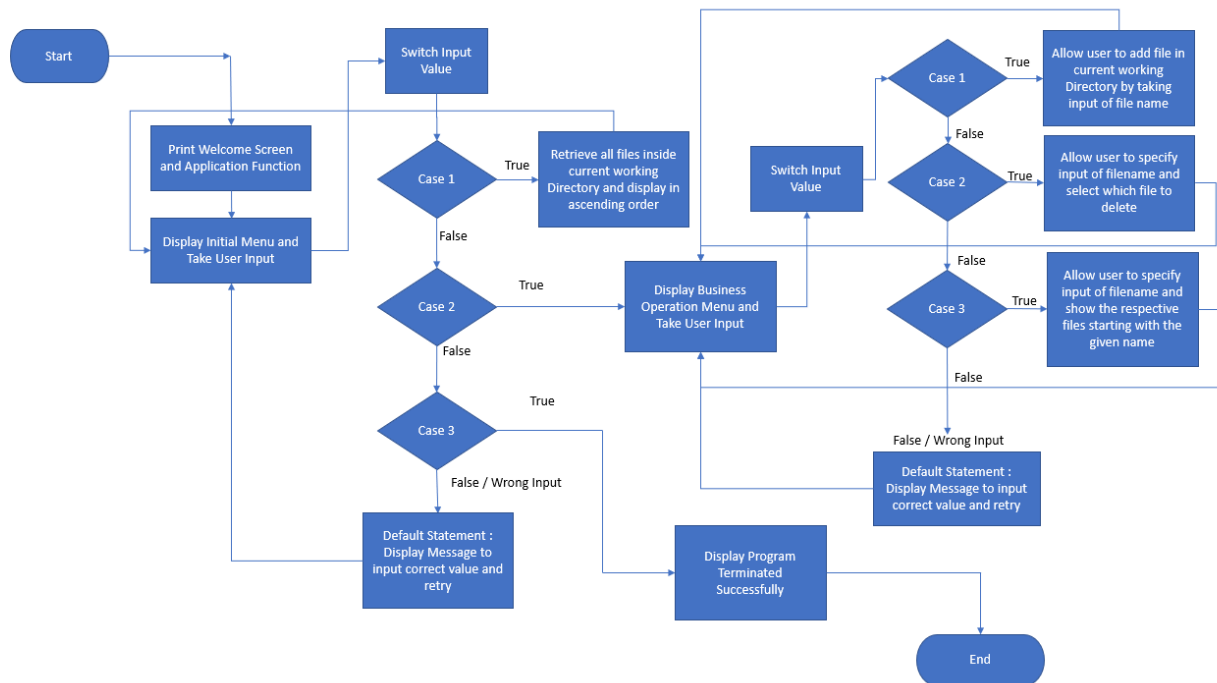 Start
Print Welcome Screen
and Application Function
Display Initial Menu and
Take User Input
Switch Input
Value
Case 1
True
Retrieve all files inside
current working
Directory and display in
ascending order
False
Case 2
True
False
Case 3
True
False / Wrong Input
Default Statement :
Display Message to
input correct value and
retry
Display Business
Operation Menu and
Take User Input
Switch Input
Value
Case 1
True
Allow user to add file in
current working
Directory by taking
input of file name
False
Case 2
True
Allow user to specify
input of filename and
select which file to
delete
False
Case 3
True
Allow user to specify
input of filename and
show the respective
files starting with the
given name
False
False / Wrong Input
Default Statement :
Display Message to input
correct value and retry
Display Program
Terminated
Successfully
End